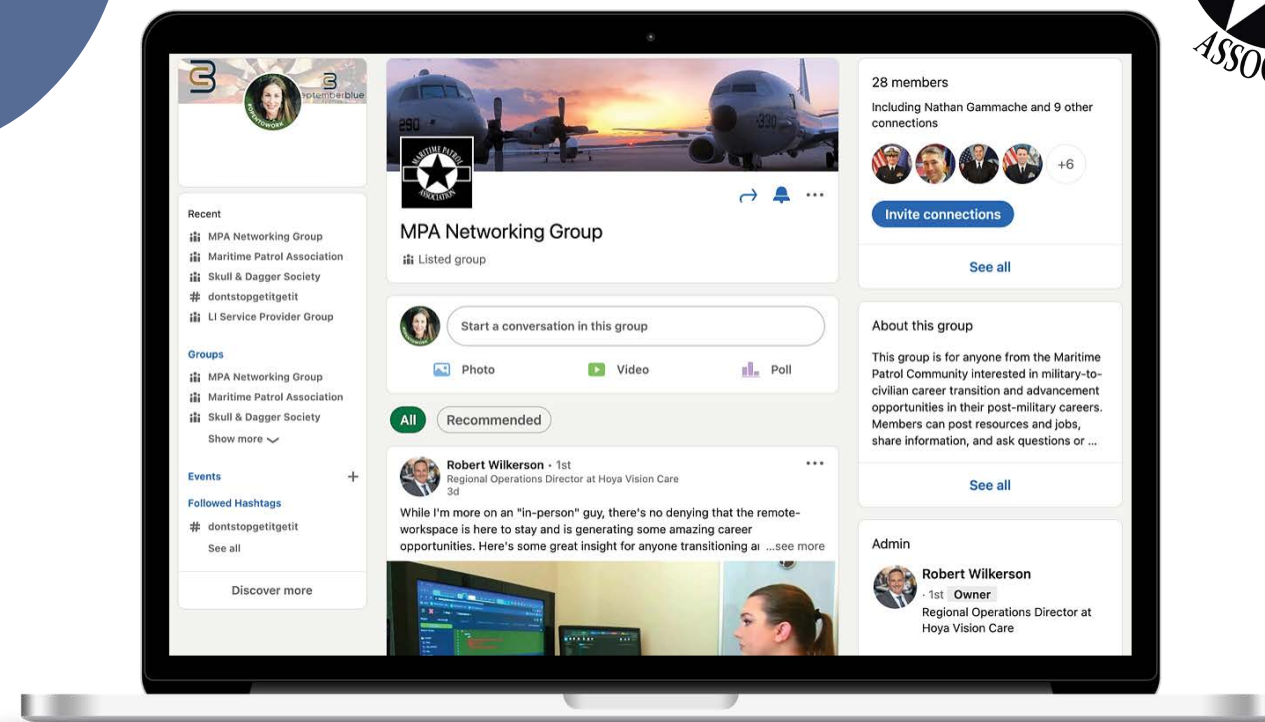 ASSOC
3
3
eptemberblue
#OPENTOWORK
Recent
MPA Networking Group
Maritime Patrol Association
Skull & Dagger Society
# dontstopgetitgetit
LI Service Provider Group
Groups
MPA Networking Group
Maritime Patrol Association
Skull & Dagger Society
Show more
Events +
Followed Hashtags
# dontstopgetitgetit
See all
Discover more
290
330
MARITIME PATROL
ASSOCIATION
MPA Networking Group
Listed group
Start a conversation in this group
Photo
Video
Poll
All
Recommended
Robert Wilkerson · 1st
Regional Operations Director at Hoya Vision Care
3d
While I'm more on an "in-person" guy, there's no denying that the remote-
workspace is here to stay and is generating some amazing career
opportunities. Here's some great insight for anyone transitioning a ...see more
28 members
Including Nathan Gammache and 9 other
connections
+6
Invite connections
See all
About this group
This group is for anyone from the Maritime
Patrol Community interested in military-to-
civilian career transition and advancement
opportunities in their post-military careers.
Members can post resources and jobs,
share information, and ask questions or ...
See all
Admin
Robert Wilkerson
· 1st Owner
Regional Operations Director at
Hoya Vision Care